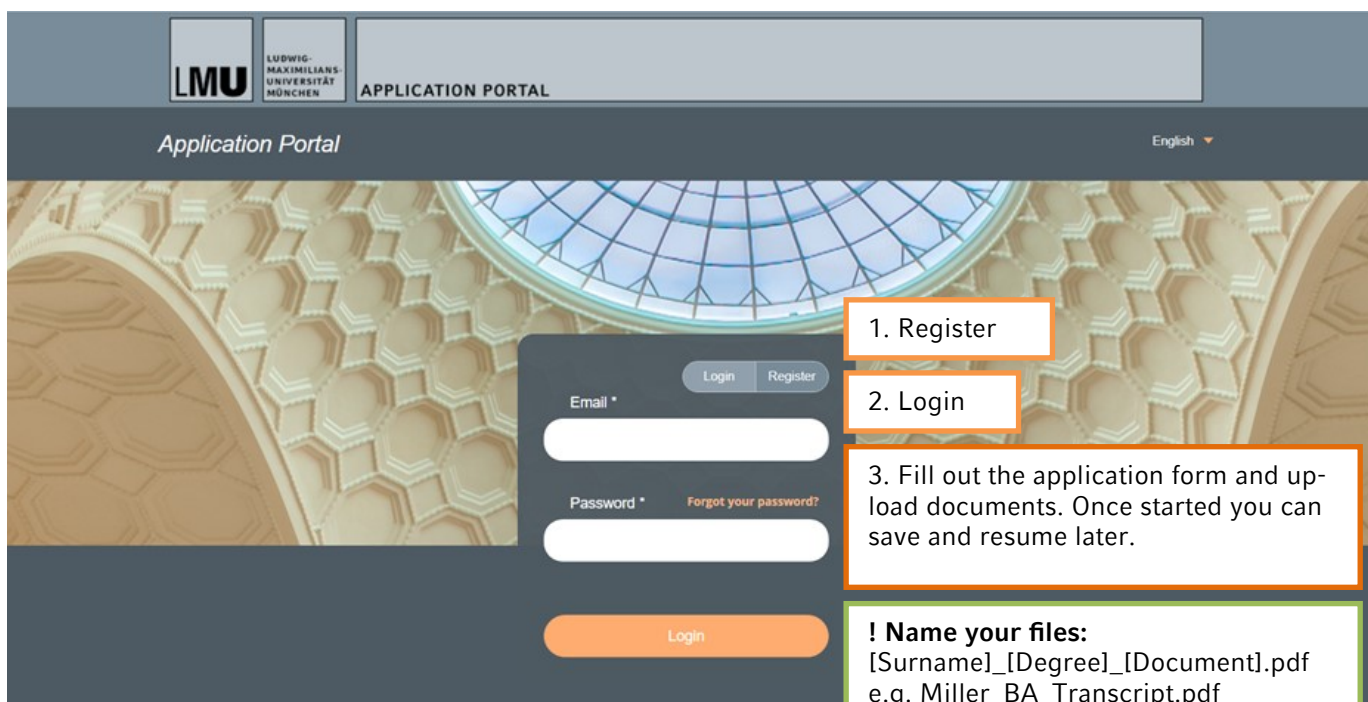 LMU
LUDWIG-
MAXIMILIANS-
UNIVERSITÄT
MÜNCHEN
APPLICATION PORTAL
Application Portal
English
Login Register
Email *
Password * Forgot your password?
Login
1. Register
2. Login
3. Fill out the application form and up-
load documents. Once started you can
save and resume later.
! Name your files:
[Surname]_[Degree]_[Document].pdf
e.g. Miller_BA_Transcript.pdf